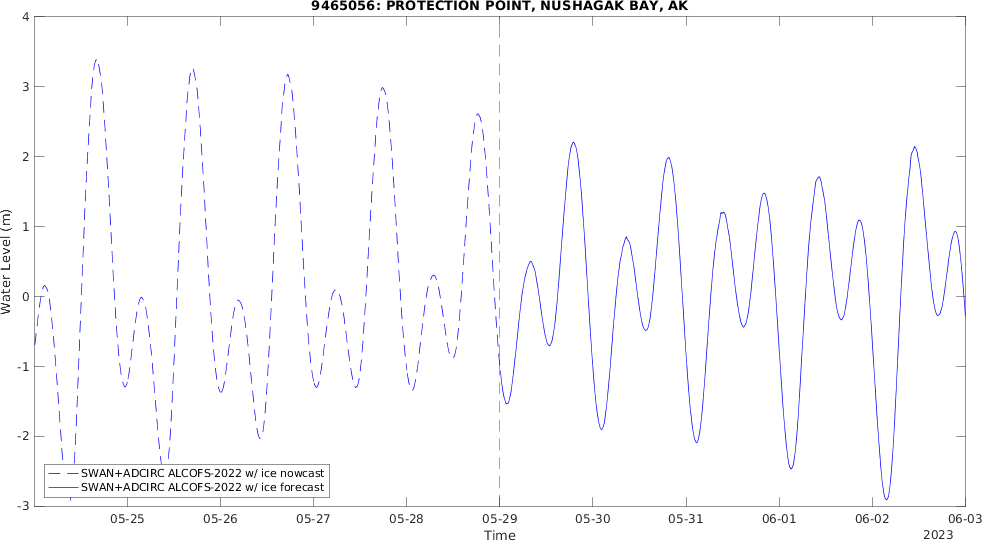 9465056: PROTECTION POINT, NUSHAGAK BAY, AK
Water Level (m)
4
3
2
1
0
-1
-2
-3
SWAN+ADCIRC ALCOFS-2022 w/ ice nowcast
SWAN+ADCIRC ALCOFS-2022 w/ ice forecast
05-25 05-26 05-27 05-28 05-29 05-30 05-31 06-01 06-02 06-03
Time
2023